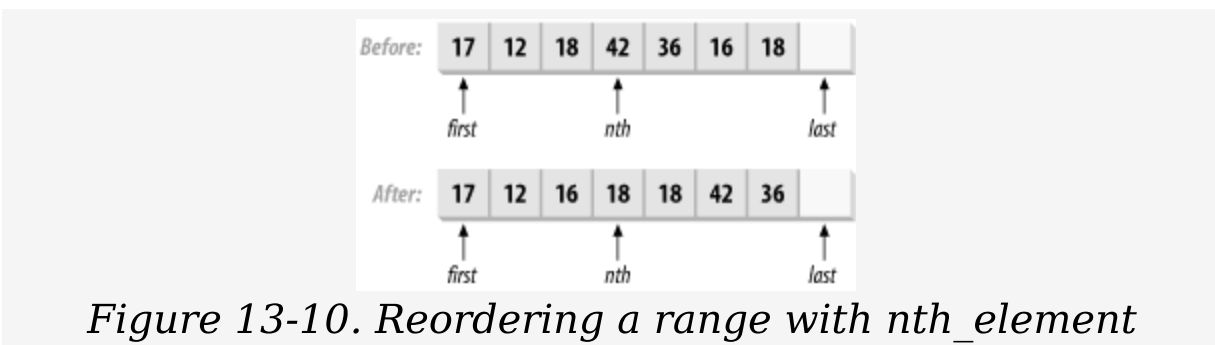 Before: 17 12 18 42 36 16 18
first nth last
After: 17 12 16 18 18 42 36
first nth last
Figure 13-10. Reordering a range with nth_element